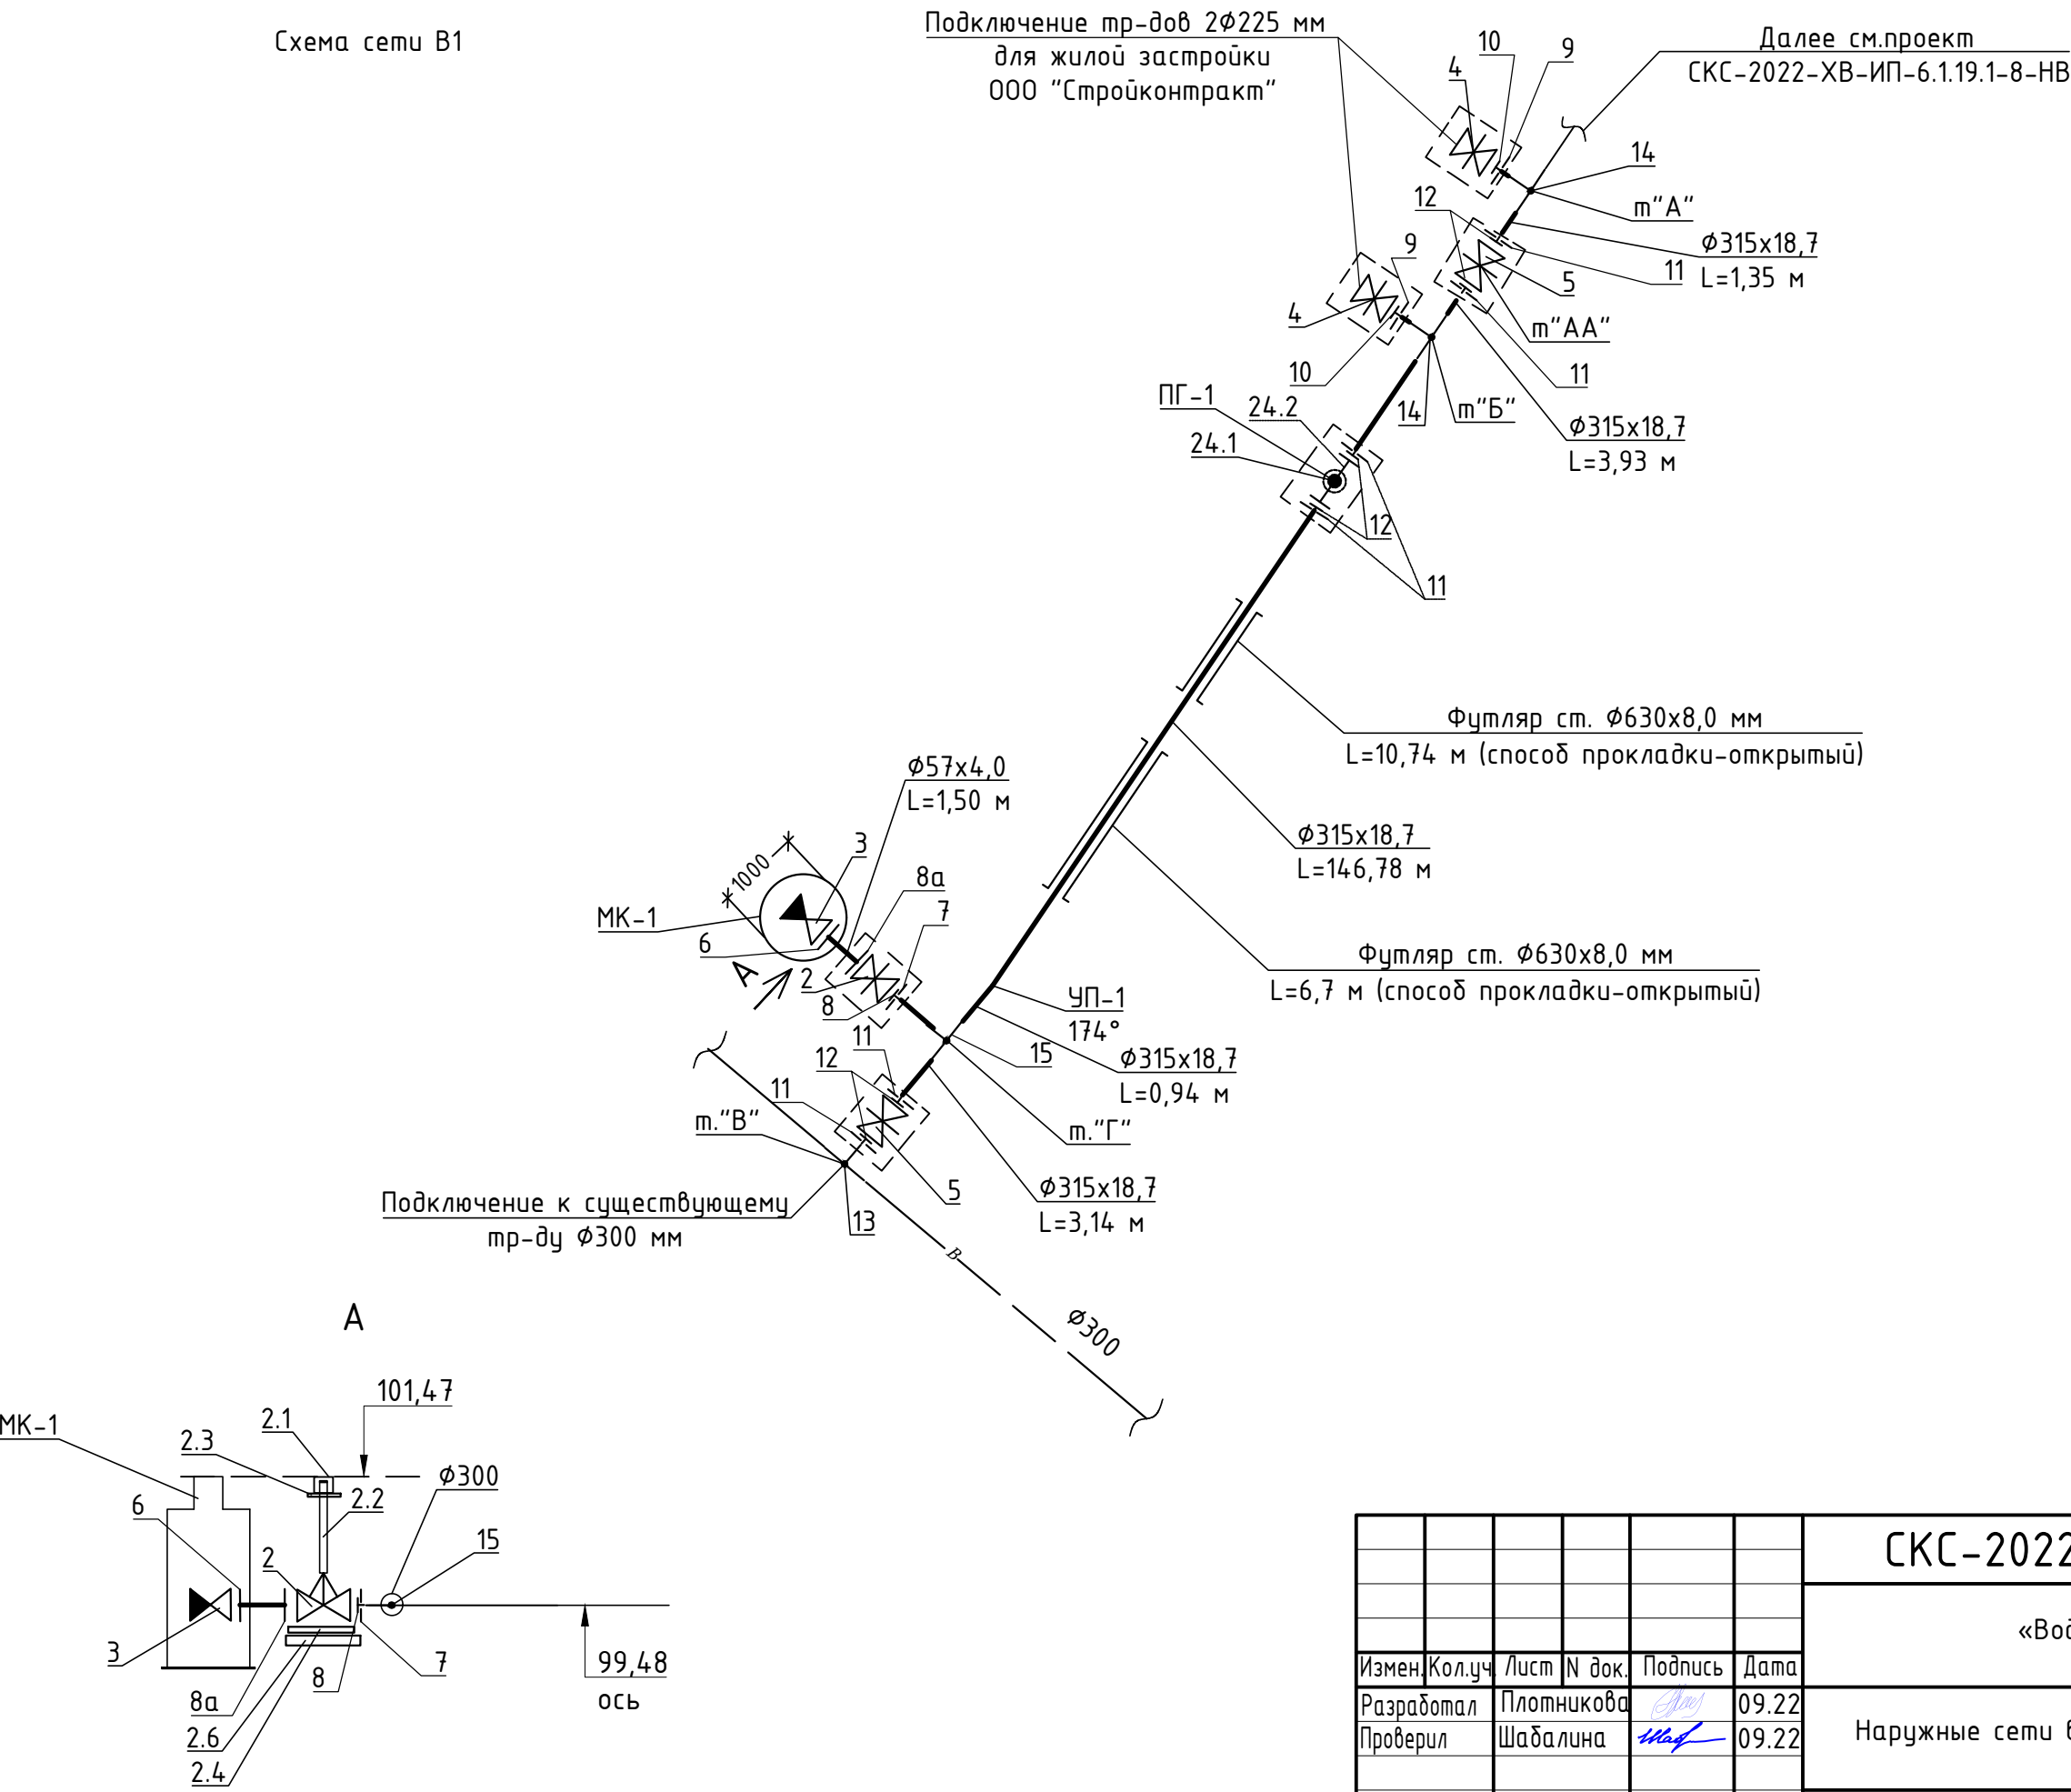 Схема сети В1
Подключение тр-дов 2Ф225 мм
для жилой застройки
ООО "Стройконтракт"
Далее см.проект
СКС-2022-ХВ-ИП-6.1.19.1-8-НВ
10
9
4
14
12
т"А"
9
Ф315х18,7
11
L=1,35 м
5
4
т"АА"
10
11
ПГ-1
24.2
14
т"Б"
24.1
Ф315х18,7
L=3,93 м
12
11
Футляр ст. Ф630х8,0 мм
L=10,74 м (способ прокладки-открытый)
Ф57х4,0
L=1,50 м
Ф315х18,7
L=146,78 м
1000
3
8а
7
МК-1
6
А
2
8
Футляр ст. Ф630х8,0 мм
L=6,7 м (способ прокладки-открытый)
УП-1
174°
11
12
15
Ф315х18,7
L=0,94 м
11
т."В"
т."Г"
5
Ф315х18,7
L=3,14 м
Подключение к существующему
тр-ду Ф300 мм
13
В
Ф300
А
101,47
МК-1
2.1
2.3
Ф300
6
2.2
15
2
3
7
8
99,48
ось
8а
2.6
2.4
СКС-2022
«Вод
Измен. Кол.уч. Лист N док. Подпись Дата
Разработал Плотникова 09.22
Проверил Шабалина 09.22
Наружные сети в